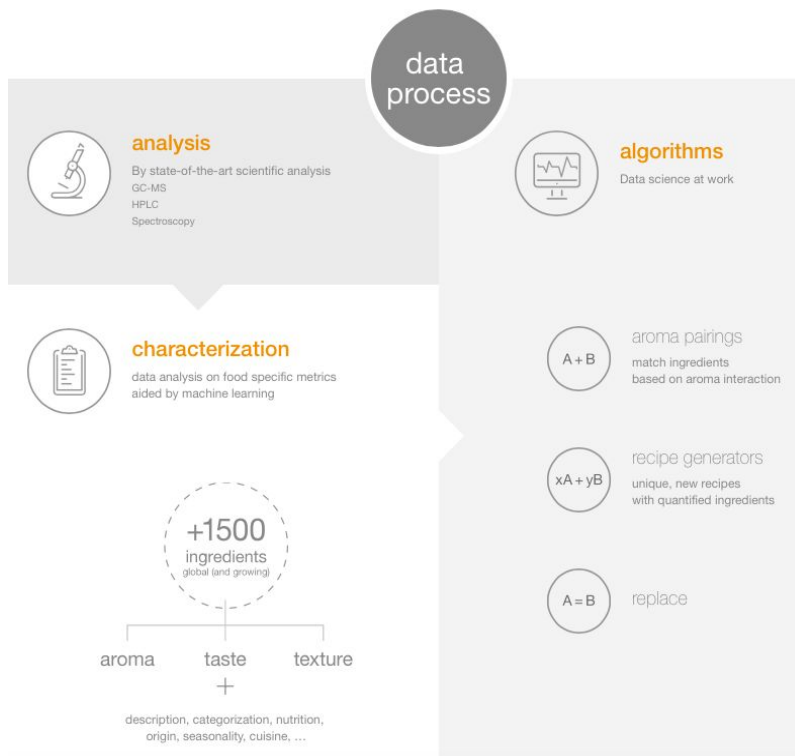 data
process
analysis
By state-of-the-art scientific analysis
GC-MS
HPLC
Spectroscopy
characterization
data analysis on food specific metrics
aided by machine learning
+1500
ingredients
global (and growing)
aroma
taste
texture
+
description, categorization, nutrition,
origin, seasonality, cuisine, ...
algorithms
Data science at work
A + B
aroma pairings
match ingredients
based on aroma interaction
xA + yB
recipe generators
unique, new recipes
with quantified ingredients
A = B
replace